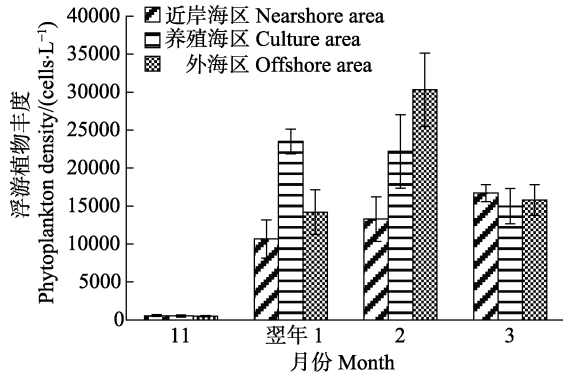 近岸海区 Nearshore area
养殖海区 Culture area
外海区 Offshore area
浮游植物丰度
Phytoplankton density/(cells·L⁻¹)
40000
35000
30000
25000
20000
15000
10000
5000
0
11 翌年 1 2 3
月份 Month